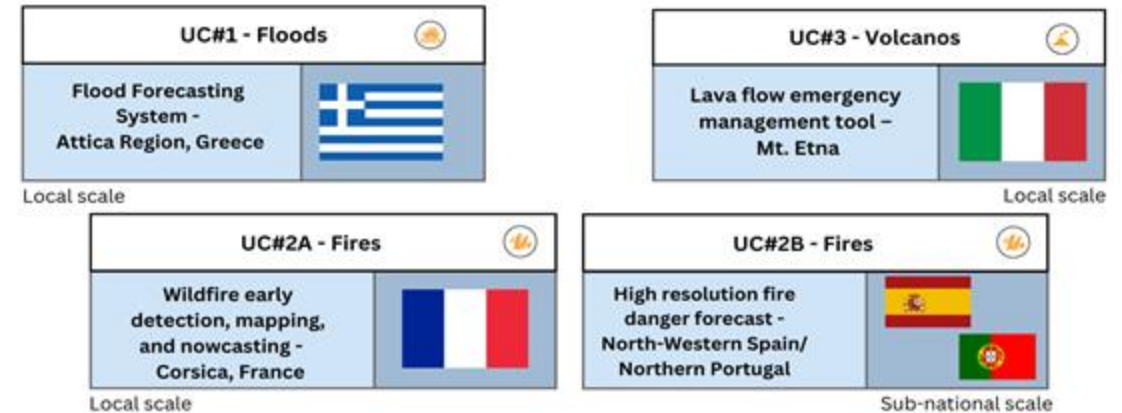 UC#1 - Floods
Flood Forecasting
System -
Attica Region, Greece
Local scale
UC#3 - Volcanos
Lava flow emergency
management tool –
Mt. Etna
Local scale
UC#2A - Fires
Wildfire early
detection, mapping,
and nowcasting -
Corsica, France
Local scale
UC#2B - Fires
High resolution fire
danger forecast -
North-Western Spain/
Northern Portugal
Sub-national scale